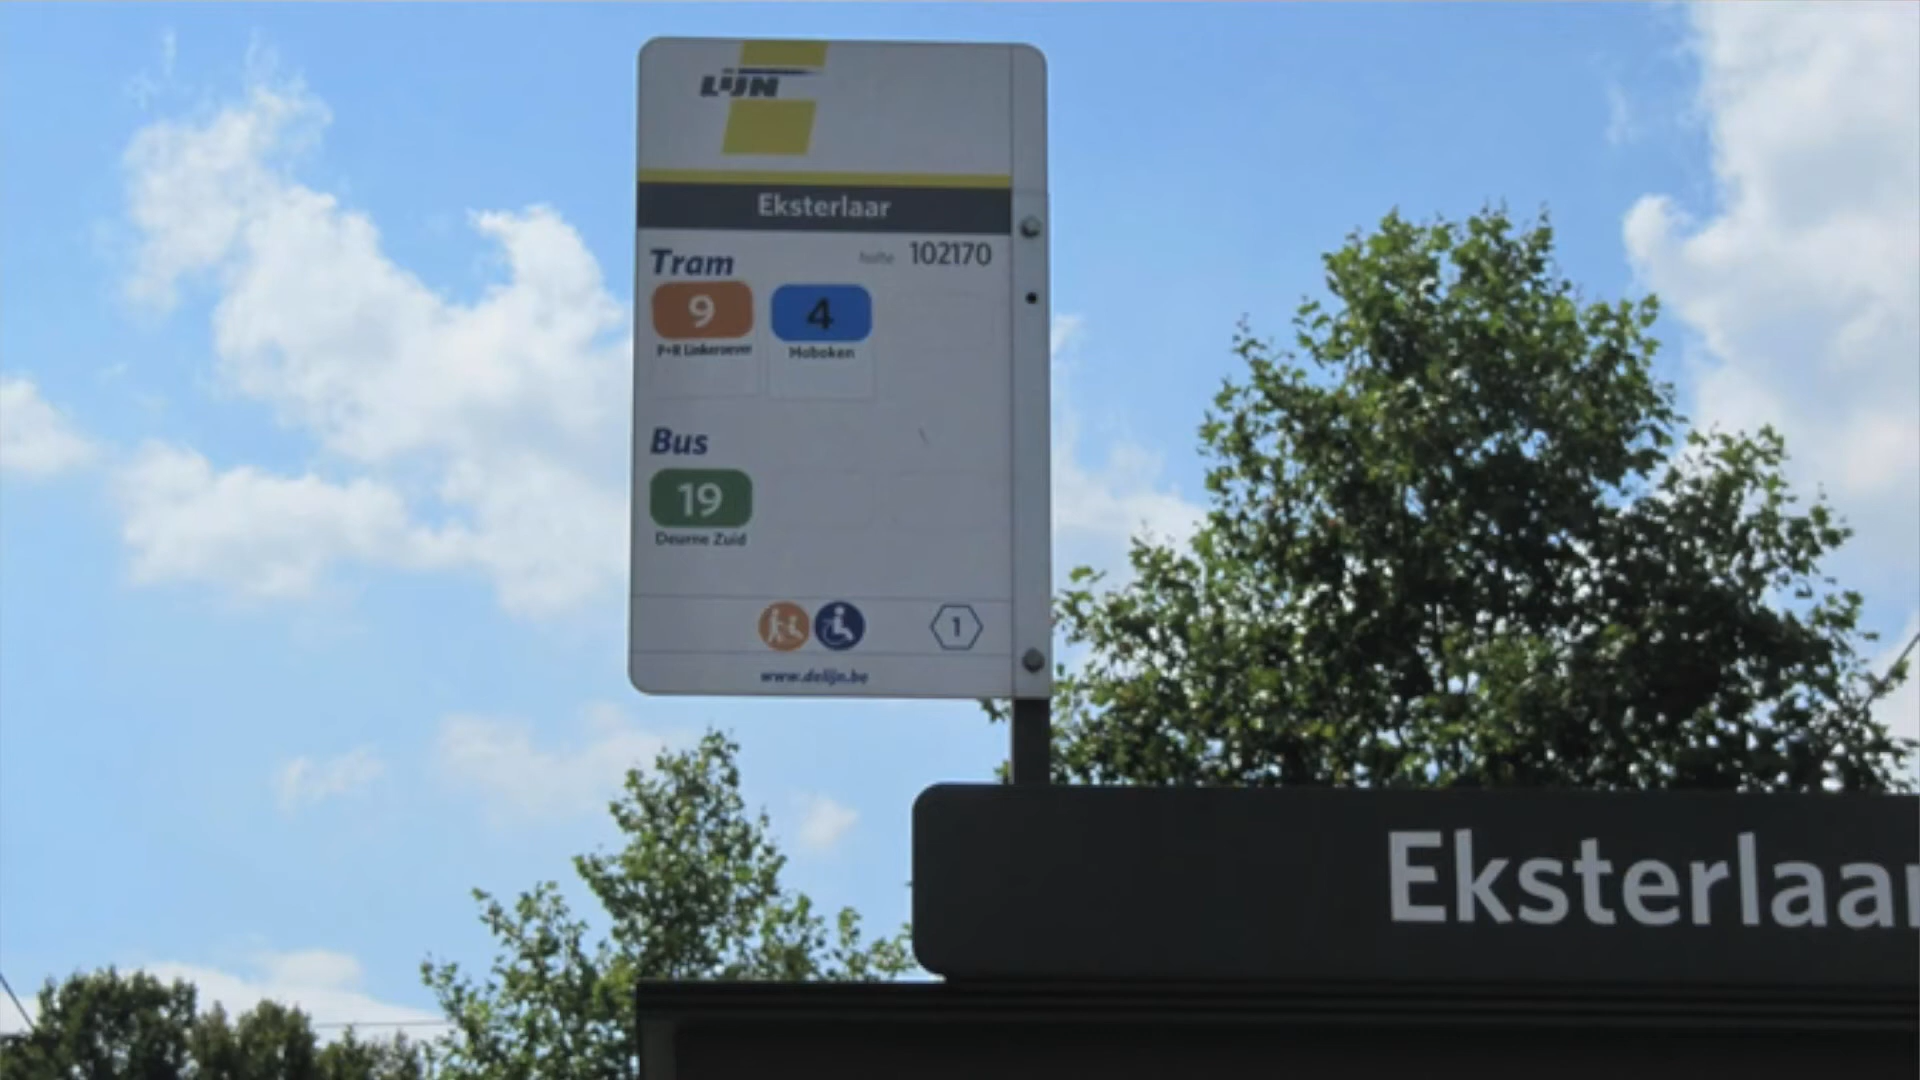 LIJN
Eksterlaar
Tram
halte 102170
9 4
P+R Linkeroever Hoboken
Bus
19
Deurne Zuid
1
www.delijn.be
Eksterlaar